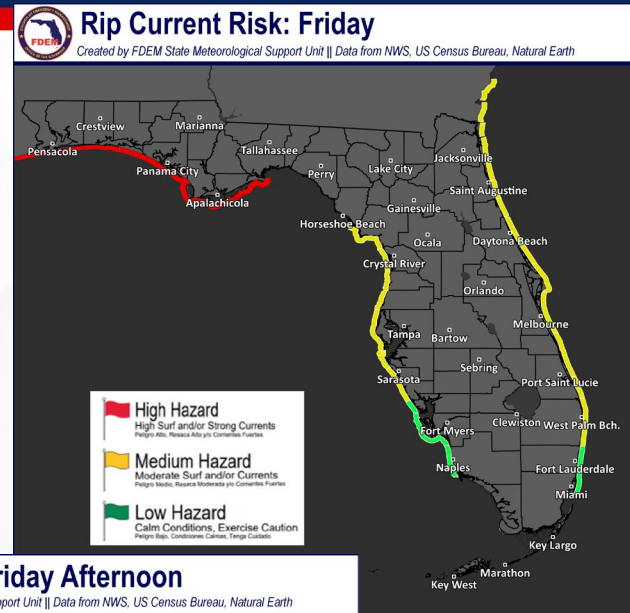 Rip Current Risk: Friday
Created by FDEM State Meteorological Support Unit || Data from NWS, US Census Bureau, Natural Earth
FDEM
Crestview
Marianna
Pensacola
Tallahassee
Jacksonville
Panama City
Perry
Lake City
Saint Augustine
Apalachicola
Gainesville
Horseshoe Beach
Ocala
Daytona Beach
Crystal River
Orlando
Melbourne
Tampa
Bartow
Sebring
Sarasota
Port Saint Lucie
Clewiston
West Palm Bch.
Fort Myers
Naples
Fort Lauderdale
Miami
Key Largo
Marathon
Key West
High Hazard
High Surf and/or Strong Currents
Peligro Alto, Resaca Alta y/o Corrientes Fuertes
Medium Hazard
Moderate Surf and/or Currents
Peligro Medio, Resaca Moderada y/o Corrientes Fuertes
Low Hazard
Calm Conditions, Exercise Caution
Peligro Bajo, Condiciones Calmas, Tenga Cuidado
riday Afternoon
pport Unit || Data from NWS, US Census Bureau, Natural Earth